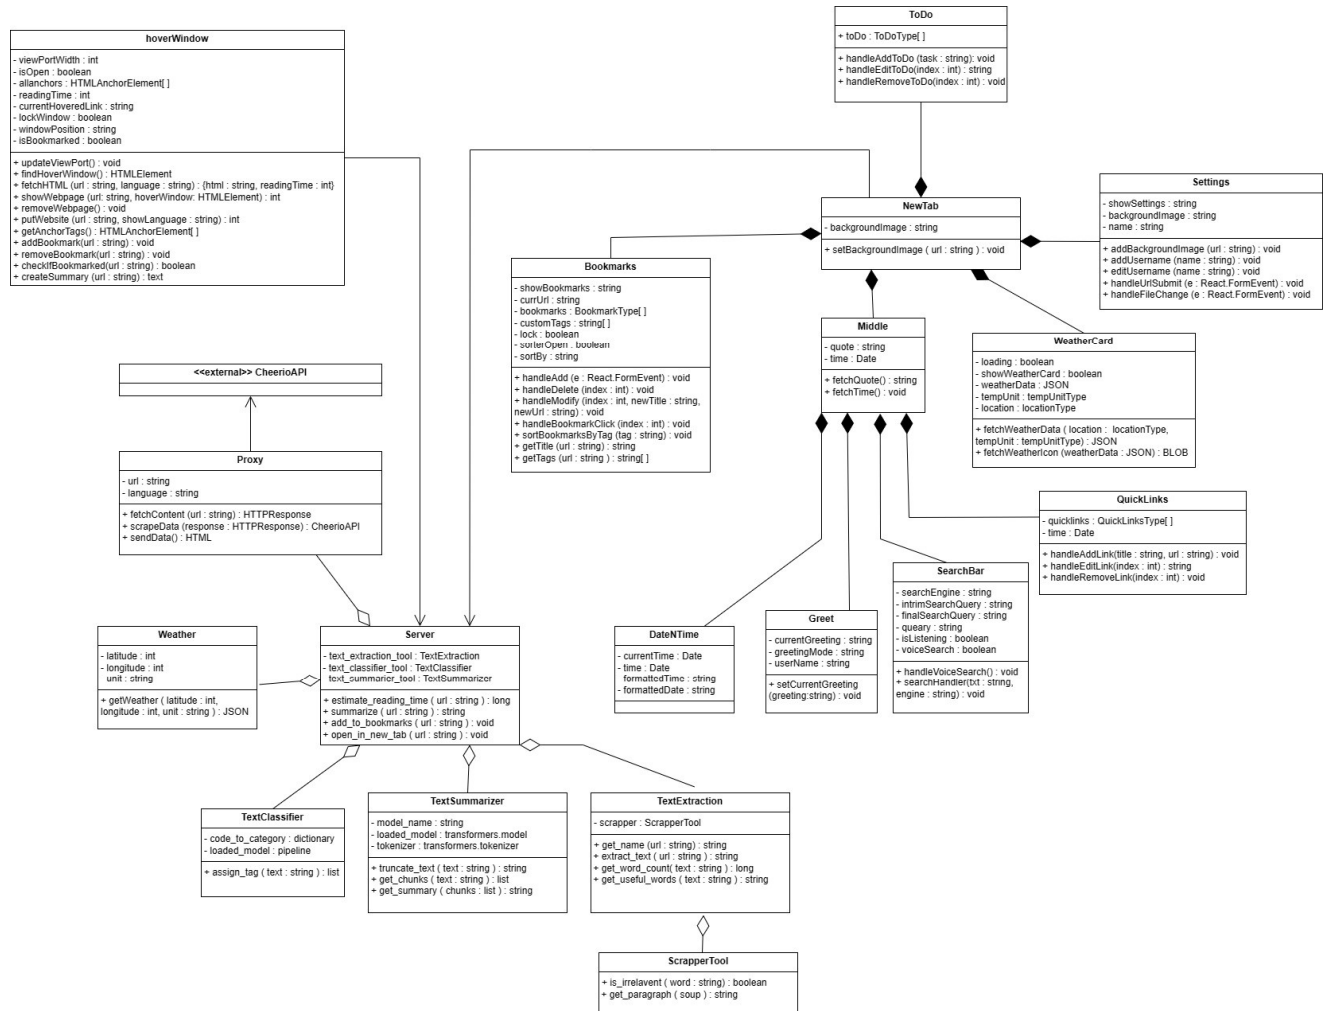 ToDo
+ toDo : ToDoType[ ]
+ handleAddToDo (task : string): void
+ handleEditToDo(index : int) : string
+ handleRemoveToDo(index : int) : void
hoverWindow
- viewPortWidth : int
- isOpen : boolean
- allanchors : HTMLAnchorElement[ ]
- readingTime : int
- currentHoveredLink : string
- lockWindow : boolean
- windowPosition : string
- isBookmarked : boolean
+ updateViewPort() : void
+ findHoverWindow() : HTMLElement
+ fetchHTML (url : string, language : string) : {html : string, readingTime : int}
+ showWebpage (url: string, hoverWindow: HTMLElement) : int
+ removeWebpage() : void
+ putWebsite (url : string, showLanguage : string) : int
+ getAnchorTags() : HTMLAnchorElement[ ]
+ addBookmark(url : string) : void
+ removeBookmark(url : string) : void
+ checkIfBookmarked(url : string) : boolean
+ createSummary (url : string) : text
NewTab
- backgroundImage : string
+ setBackgroundImage ( url : string ) : void
Settings
- showSettings : string
- backgroundImage : string
- name : string
+ addBackgroundImage (url : string) : void
+ addUsername (name : string) : void
+ editUsername (name : string) : void
+ handleUrlSubmit (e : React.FormEvent) : void
+ handleFileChange (e : React.FormEvent) : void
Bookmarks
- showBookmarks : string
- currUrl : string
- bookmarks : BookmarkType[ ]
- customTags : string[ ]
- lock : boolean
- sorterOpen : boolean
- sortBy : string
+ handleAdd (e : React.FormEvent) : void
+ handleDelete (index : int) : void
+ handleModify (index : int, newTitle : string,
newUrl : string) : void
+ handleBookmarkClick (index : int) : void
+ sortBookmarksByTag (tag : string) : void
+ getTitle (url : string) : string
+ getTags (url : string ) : string[ ]
Middle
- quote : string
- time : Date
+ fetchQuote() : string
+ fetchTime() : void
WeatherCard
- loading : boolean
- showWeatherCard : boolean
- weatherData : JSON
- tempUnit : tempUnitType
- location : locationType
+ fetchWeatherData ( location : locationType,
tempUnit : tempUnitType) : JSON
+ fetchWeatherIcon (weatherData : JSON) : BLOB
<<external>> CheerioAPI
Proxy
- url : string
- language : string
+ fetchContent (url : string) : HTTPResponse
+ scrapeData (response : HTTPResponse) : CheerioAPI
+ sendData() : HTML
QuickLinks
- quicklinks : QuickLinksType[ ]
- time : Date
+ handleAddLink(title : string, url : string) : void
+ handleEditLink(index : int) : string
+ handleRemoveLink(index : int) : void
SearchBar
- searchEngine : string
- intrimSearchQuery : string
- finalSearchQuery : string
- queary : string
- isListening : boolean
- voiceSearch : boolean
+ handleVoiceSearch() : void
+ searchHandler(txt : string,
engine : string) : void
Greet
- currentGreeting : string
- greetingMode : string
- userName : string
+ setCurrentGreeting
(greeting:string) : void
DateNTime
- currentTime : Date
- time : Date
formattedTime : string
- formattedDate : string
Weather
- latitude : int
- longitude : int
unit : string
+ getWeather ( latitude : int,
longitude : int, unit : string ) : JSON
Server
- text_extraction_tool : TextExtraction
- text_classifier_tool : TextClassifier
text_summarizer_tool : TextSummarizer
+ estimate_reading_time ( url : string ) : long
+ summarize ( url : string ) : string
+ add_to_bookmarks ( url : string ) : void
+ open_in_new_tab ( url : string ) : void
TextClassifier
- code_to_category : dictionary
- loaded_model : pipeline
+ assign_tag ( text : string ) : list
TextSummarizer
- model_name : string
- loaded_model : transformers.model
- tokenizer : transformers.tokenizer
+ truncate_text ( text : string ) : string
+ get_chunks ( text : string ) : list
+ get_summary ( chunks : list ) : string
TextExtraction
- scrapper : ScrapperTool
+ get_name (url : string) : string
+ extract_text ( url : string ) : string
+ get_word_count( text : string ) : long
+ get_useful_words ( text : string ) : string
ScrapperTool
+ is_irrelavent ( word : string) : boolean
+ get_paragraph ( soup ) : string